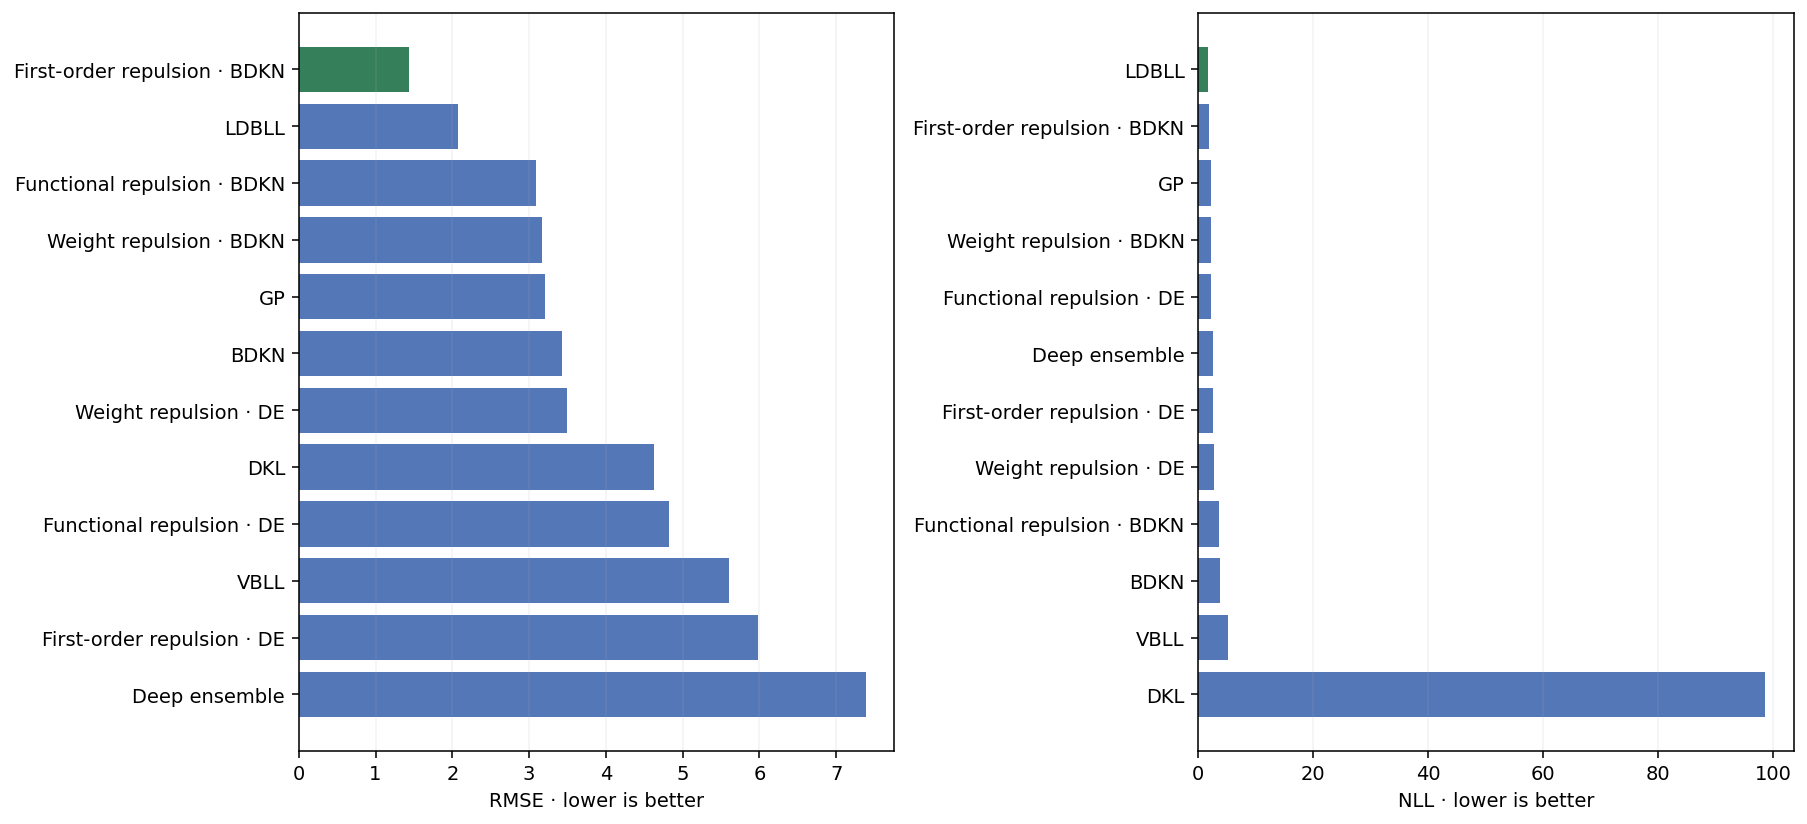 First-order repulsion · BDKN
LDBLL
Functional repulsion · BDKN
Weight repulsion · BDKN
GP
BDKN
Weight repulsion · DE
DKL
Functional repulsion · DE
VBLL
First-order repulsion · DE
Deep ensemble
0 1 2 3 4 5 6 7
RMSE · lower is better
LDBLL
First-order repulsion · BDKN
GP
Weight repulsion · BDKN
Functional repulsion · DE
Deep ensemble
First-order repulsion · DE
Weight repulsion · DE
Functional repulsion · BDKN
BDKN
VBLL
DKL
0 20 40 60 80 100
NLL · lower is better